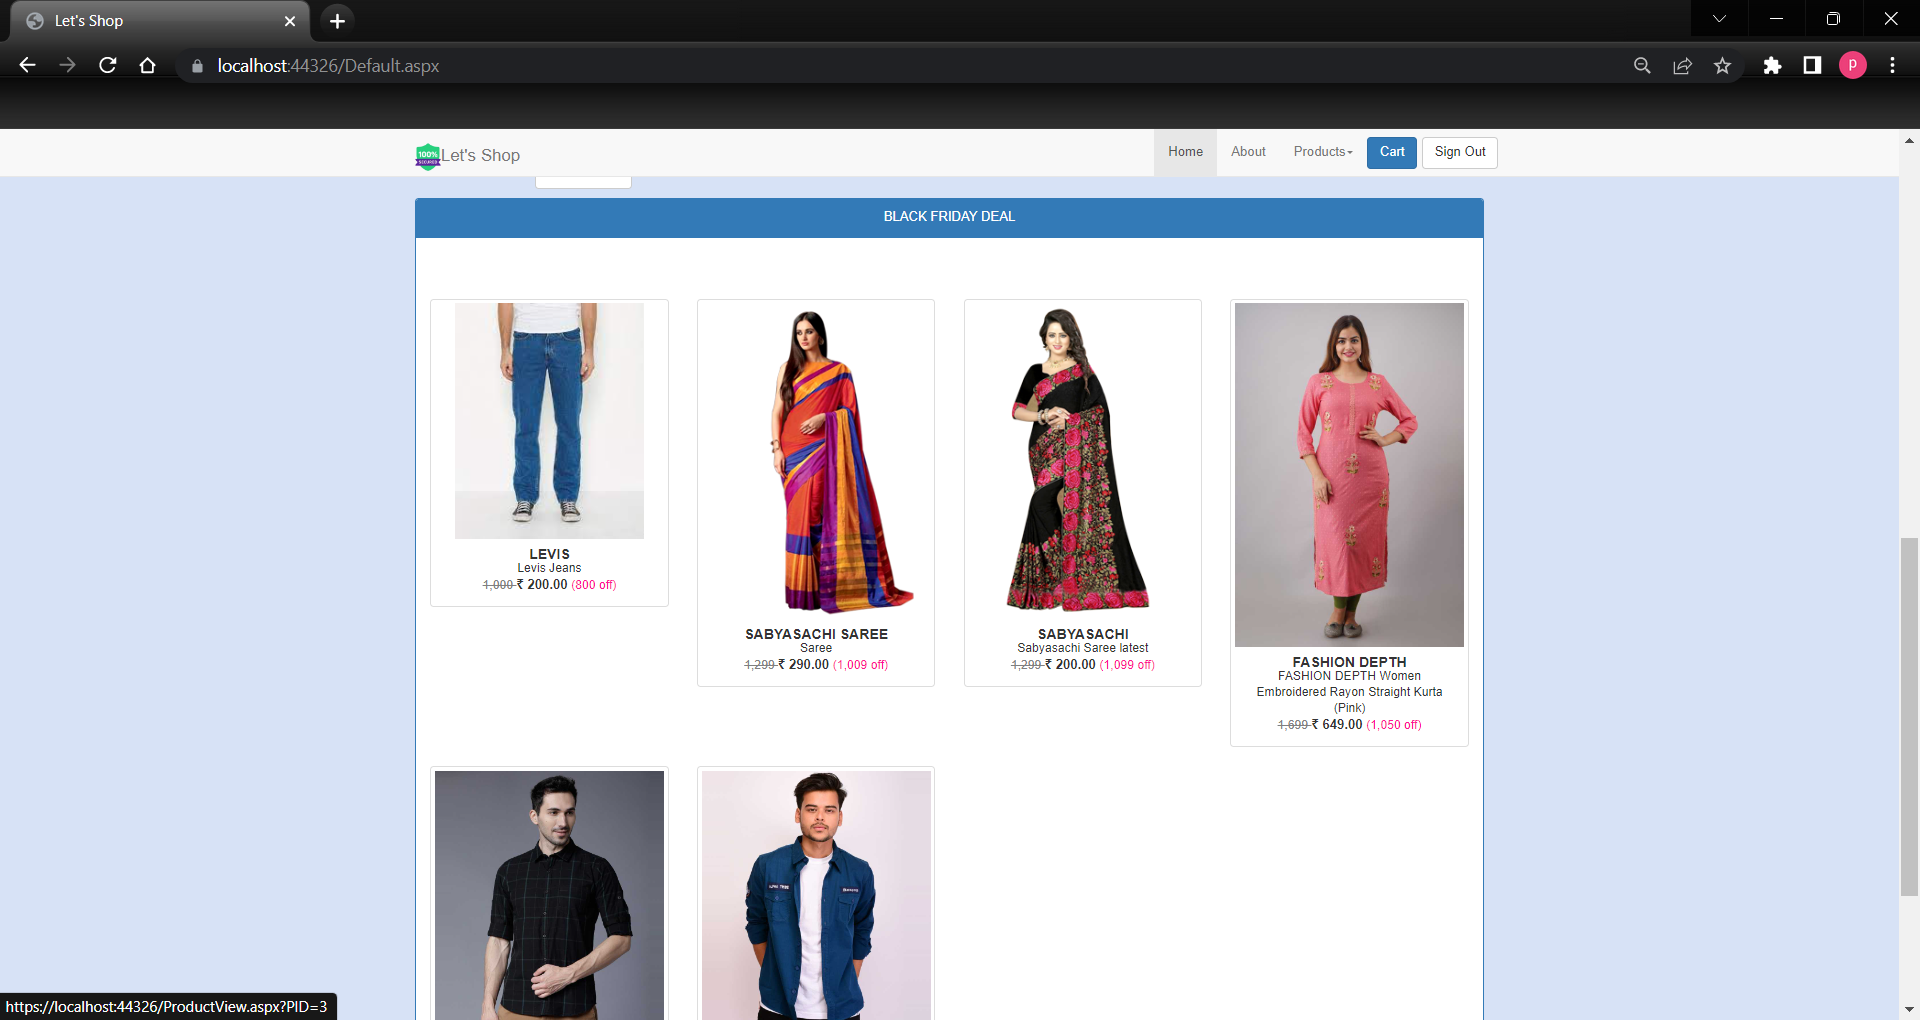 Let's Shop
localhost:44326/Default.aspx
P
100%
SECURED
Let's Shop
Home
About
Products
Cart
Sign Out
BLACK FRIDAY DEAL
LEVIS
Levis Jeans
1,000 ₹ 200.00 (800 off)
SABYASACHI SAREE
Saree
1,299 ₹ 290.00 (1,009 off)
SABYASACHI
Sabyasachi Saree latest
1,299 ₹ 200.00 (1,099 off)
FASHION DEPTH
FASHION DEPTH Women
Embroidered Rayon Straight Kurta
(Pink)
1,699 ₹ 649.00 (1,050 off)
https://localhost:44326/ProductView.aspx?PID=3